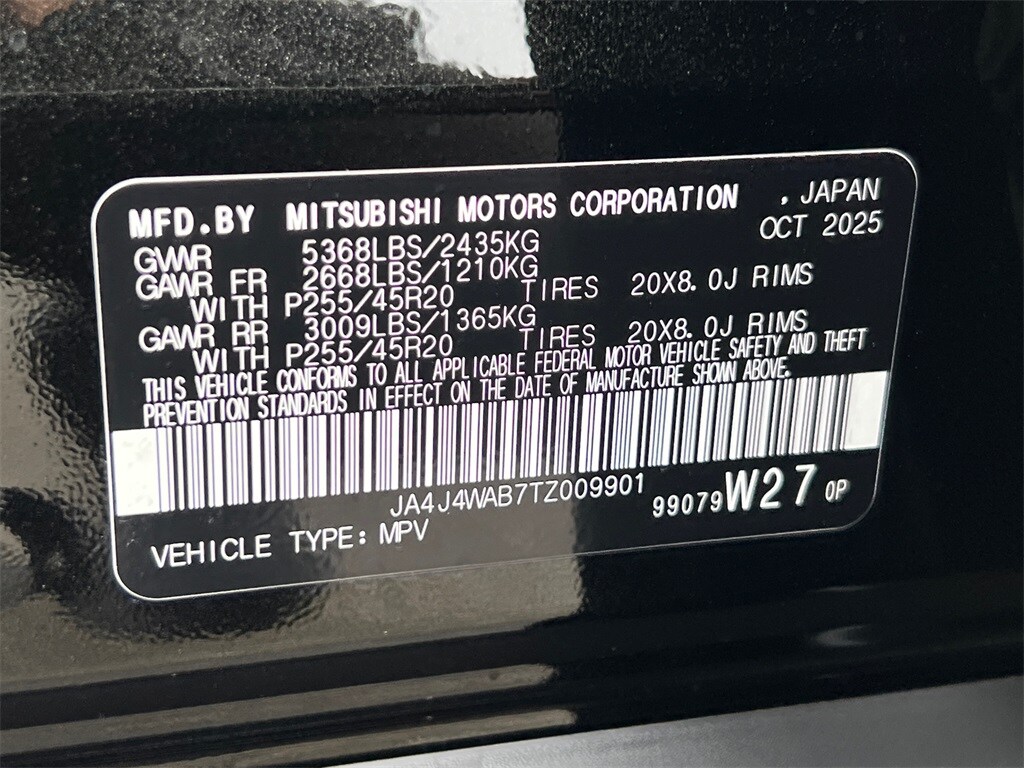 MFD.BY MITSUBISHI MOTORS CORPORATION . JAPAN
OCT 2025
GVWR 5368LBS/2435KG
GAWR FR 2668LBS/1210KG
WITH P255/45R20 TIRES 20X8.0J RIMS
GAWR RR 3009LBS/1365KG
WITH P255/45R20 TIRES 20X8.0J RIMS
THIS VEHICLE CONFORMS TO ALL APPLICABLE FEDERAL MOTOR VEHICLE SAFETY AND THEFT
PREVENTION STANDARDS IN EFFECT ON THE DATE OF MANUFACTURE SHOWN ABOVE.
JA4J4WAB7TZ009901
99079W27 0P
VEHICLE TYPE: MPV